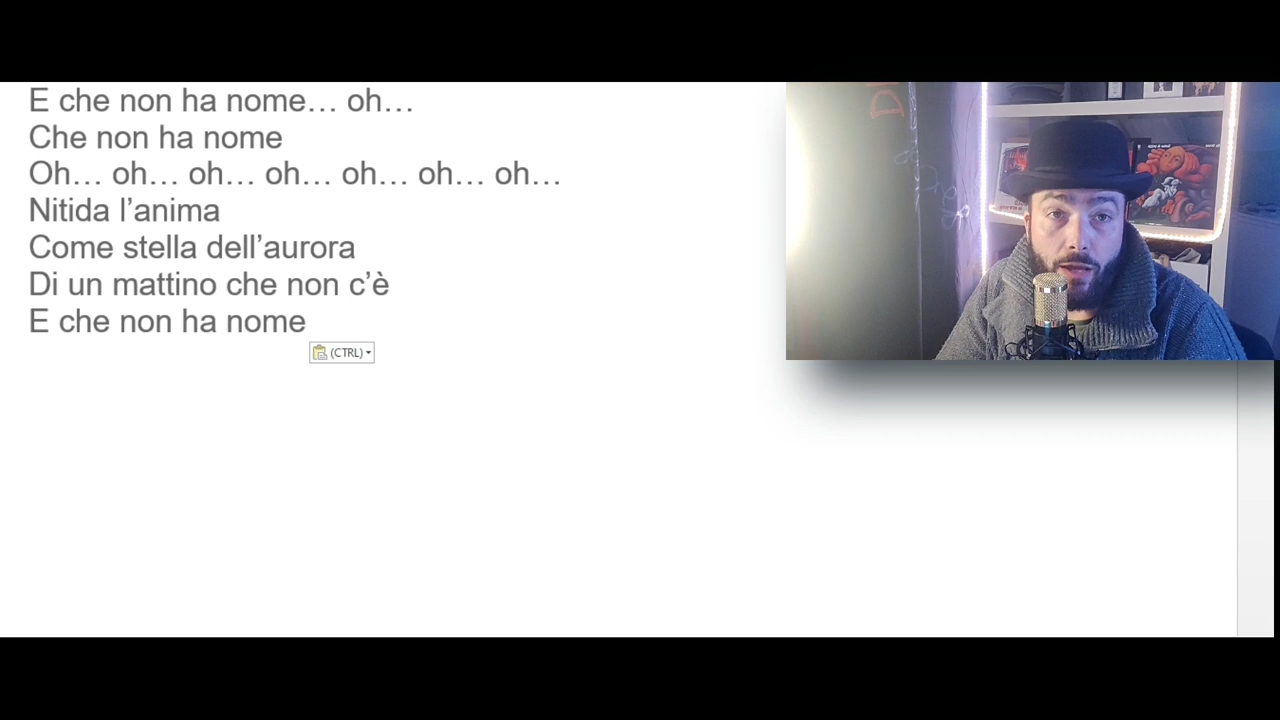 E che non ha nome… oh…
Che non ha nome
Oh… oh… oh… oh… oh… oh… oh…
Nitida l’anima
Come stella dell’aurora
Di un mattino che non c’è
E che non ha nome
(CTRL)